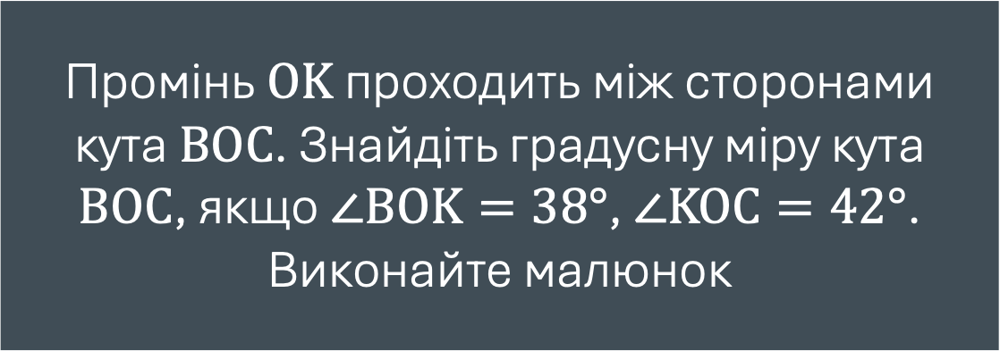 Промінь OK проходить між сторонами
кута BOC. Знайдіть градусну міру кута
BOC, якщо ∠BOK = 38°, ∠KOC = 42°.
Виконайте малюнок